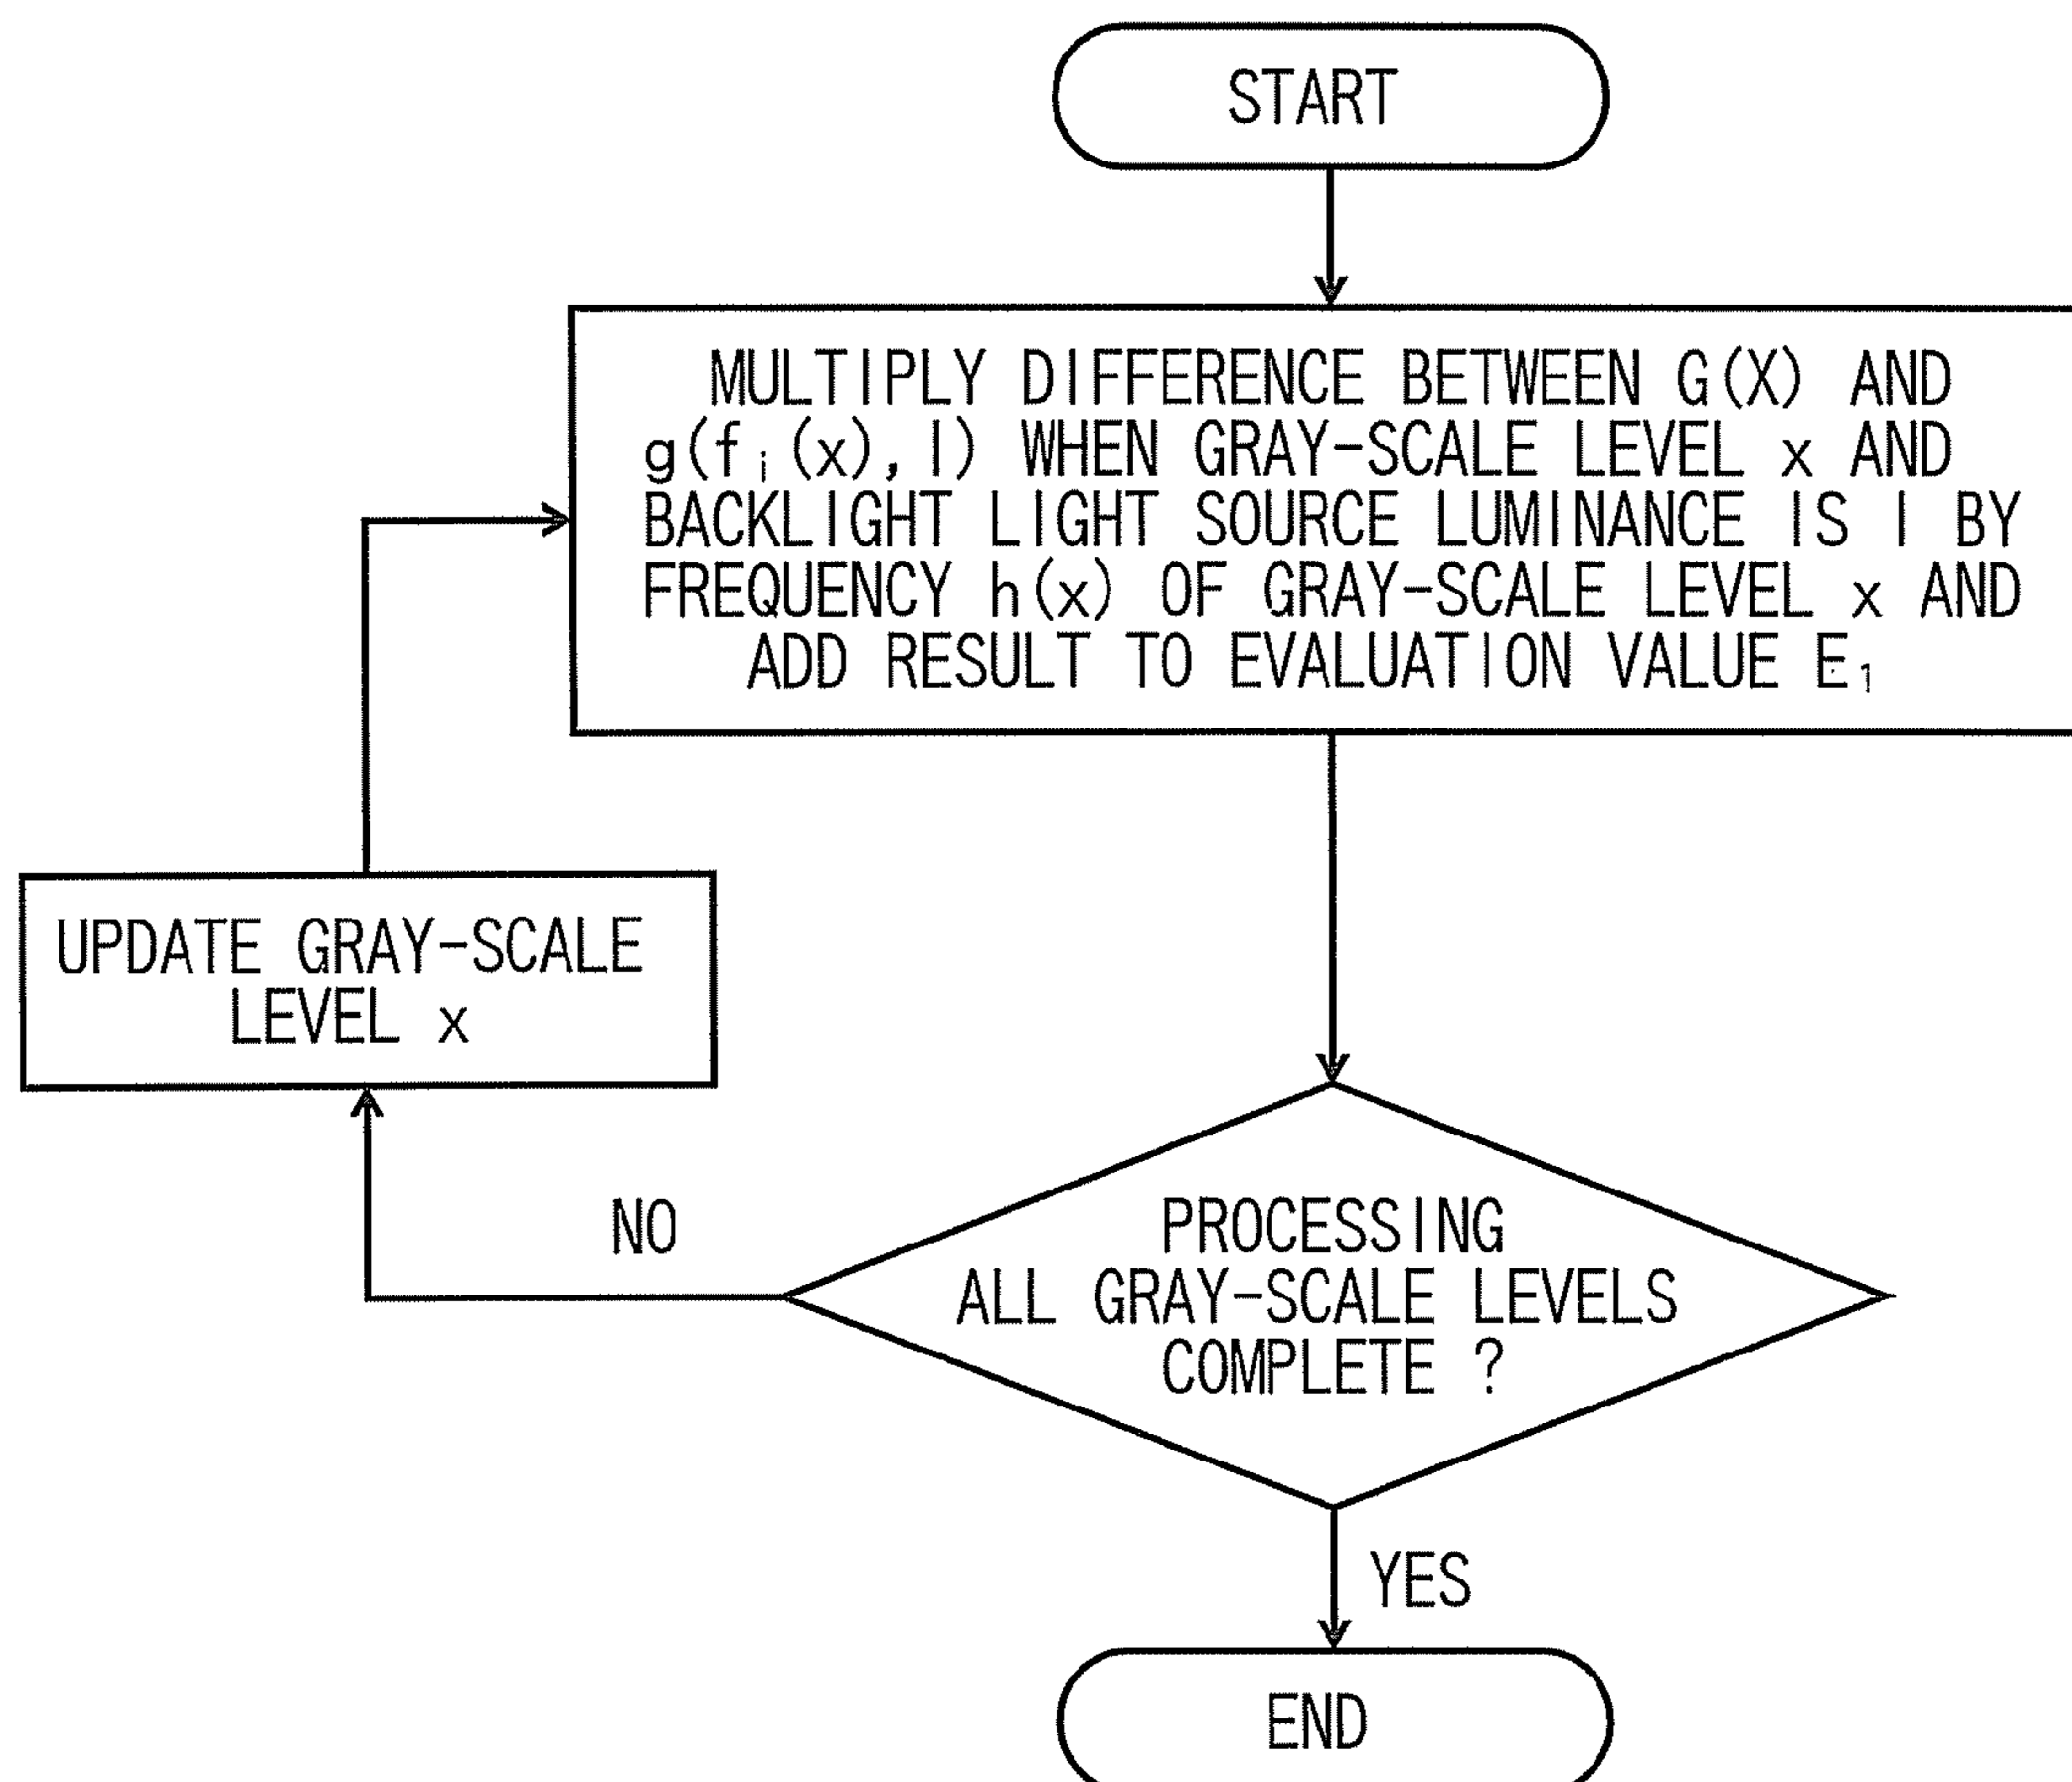 START
MULTIPLY DIFFERENCE BETWEEN G(X) AND
g(fᵢ(x), I) WHEN GRAY-SCALE LEVEL x AND
BACKLIGHT LIGHT SOURCE LUMINANCE IS I BY
FREQUENCY h(x) OF GRAY-SCALE LEVEL x AND
ADD RESULT TO EVALUATION VALUE E₁
UPDATE GRAY-SCALE
LEVEL x
NO
PROCESSING
ALL GRAY-SCALE LEVELS
COMPLETE ?
YES
END